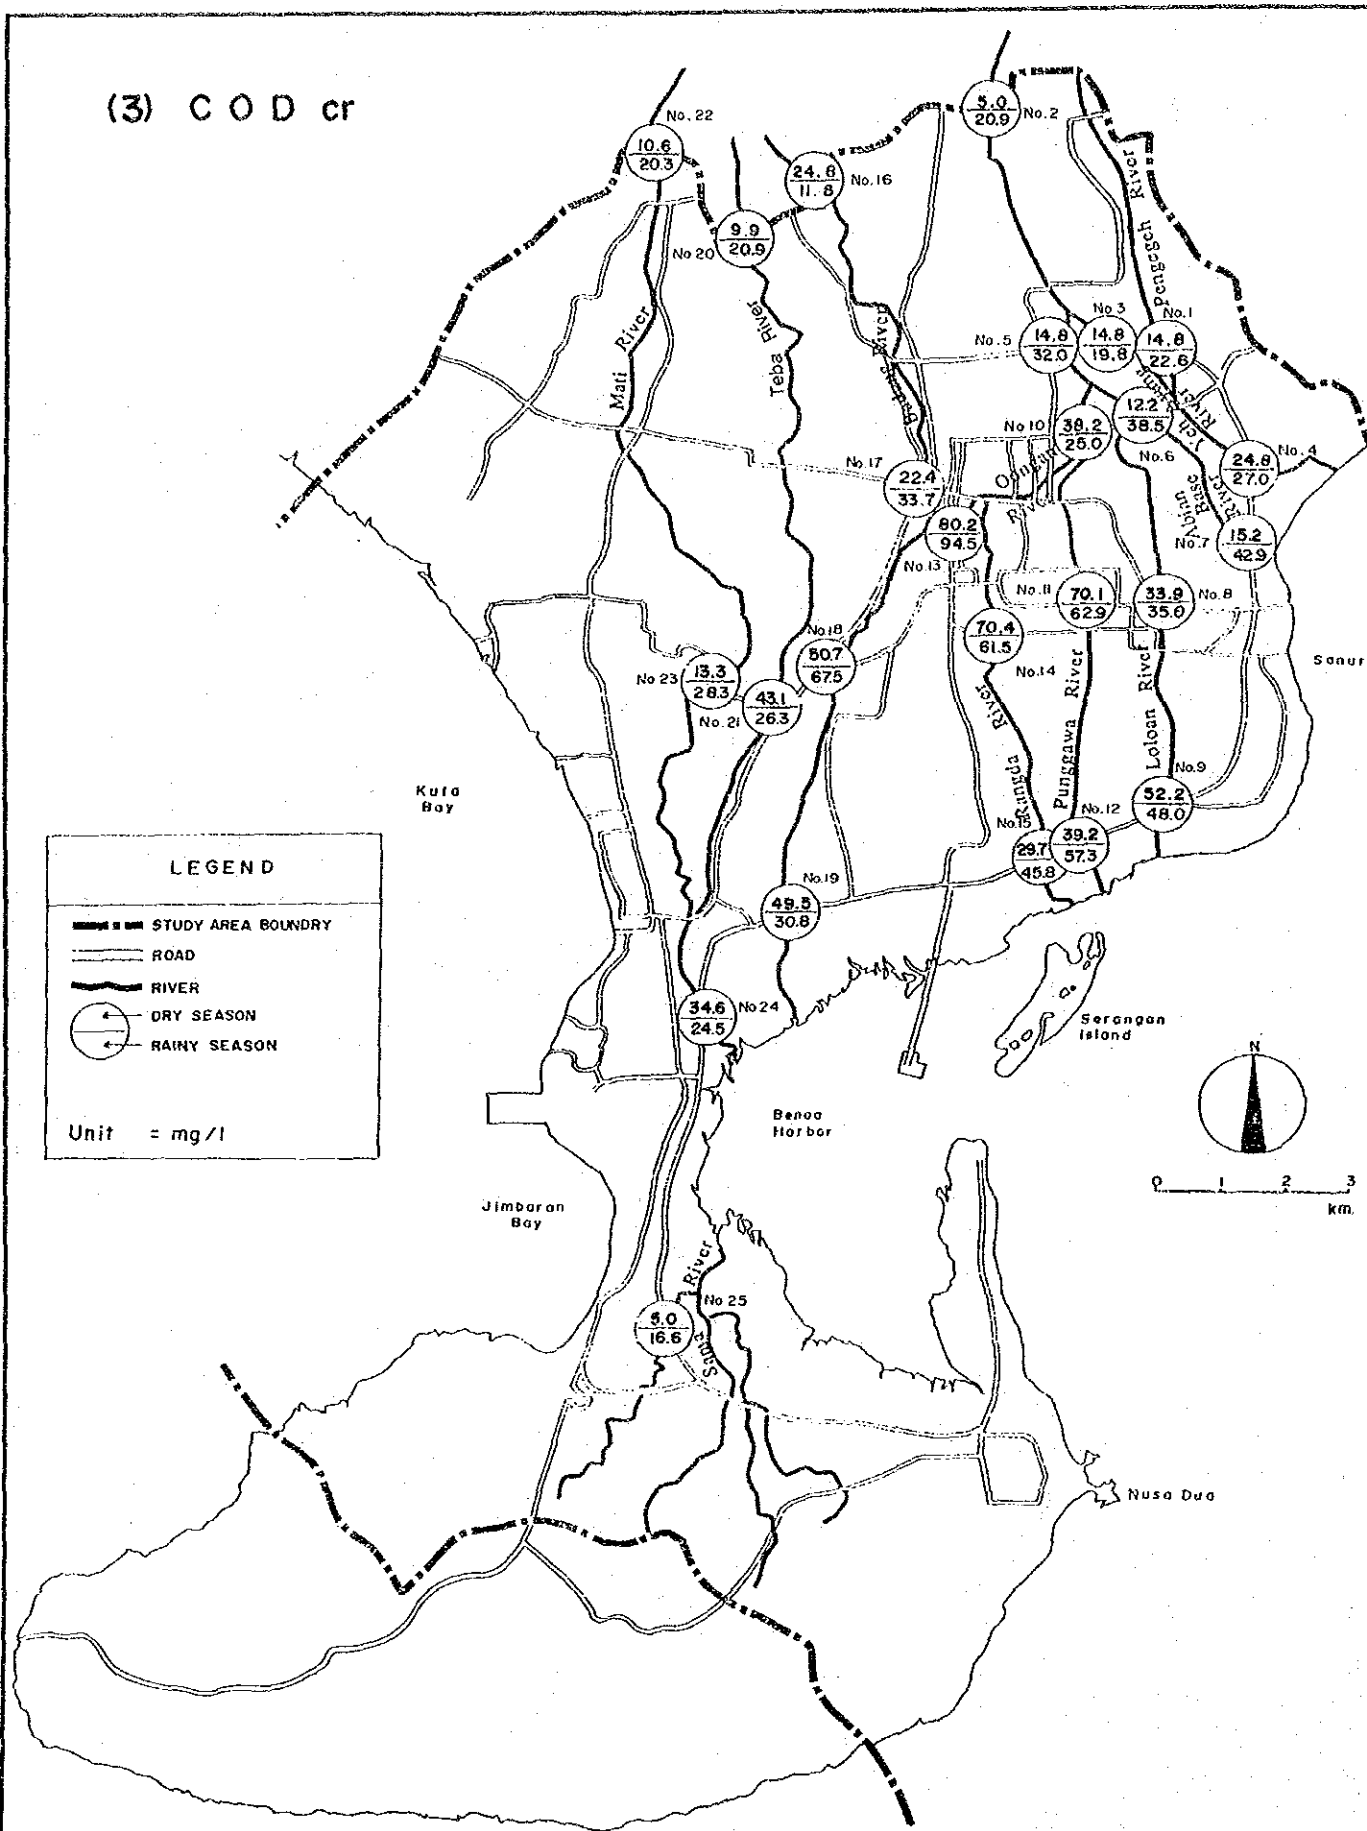 (3) C O D cr
No. 22
10.6
20.3
No. 2
5.0
20.9
24.8
11.8
No. 16
9.9
20.9
No 20
Pengegeh River
Mati River
Teba River
Badung River
No. 5
14.8
32.0
No. 3
14.8
19.8
No. 1
14.8
22.6
No 10
38.2
25.0
12.2
38.5
No. 6
No. 4
24.8
27.0
Abian Base River
No. 17
22.4
33.7
River
80.2
94.5
No. 13
No. 7
15.2
42.9
No. 11
70.1
62.9
33.9
35.0
No. 8
70.4
61.5
No. 14
No. 18
50.7
67.5
Sanur
No 23
13.3
28.3
43.1
26.3
No. 21
Rangda River
Punggawa River
Loloan River
No. 9
52.2
48.0
Kuta
Bay
No. 15
29.7
45.8
No. 12
39.2
57.3
No. 19
49.5
30.8
LEGEND
STUDY AREA BOUNDRY
ROAD
RIVER
DRY SEASON
RAINY SEASON
Unit = mg/l
34.6
24.5
No 24
Serangan
Island
N
Benoa
Harbor
0 1 2 3
km.
Jimbaran
Bay
Sama River
No 25
5.0
16.6
Nusa Dua